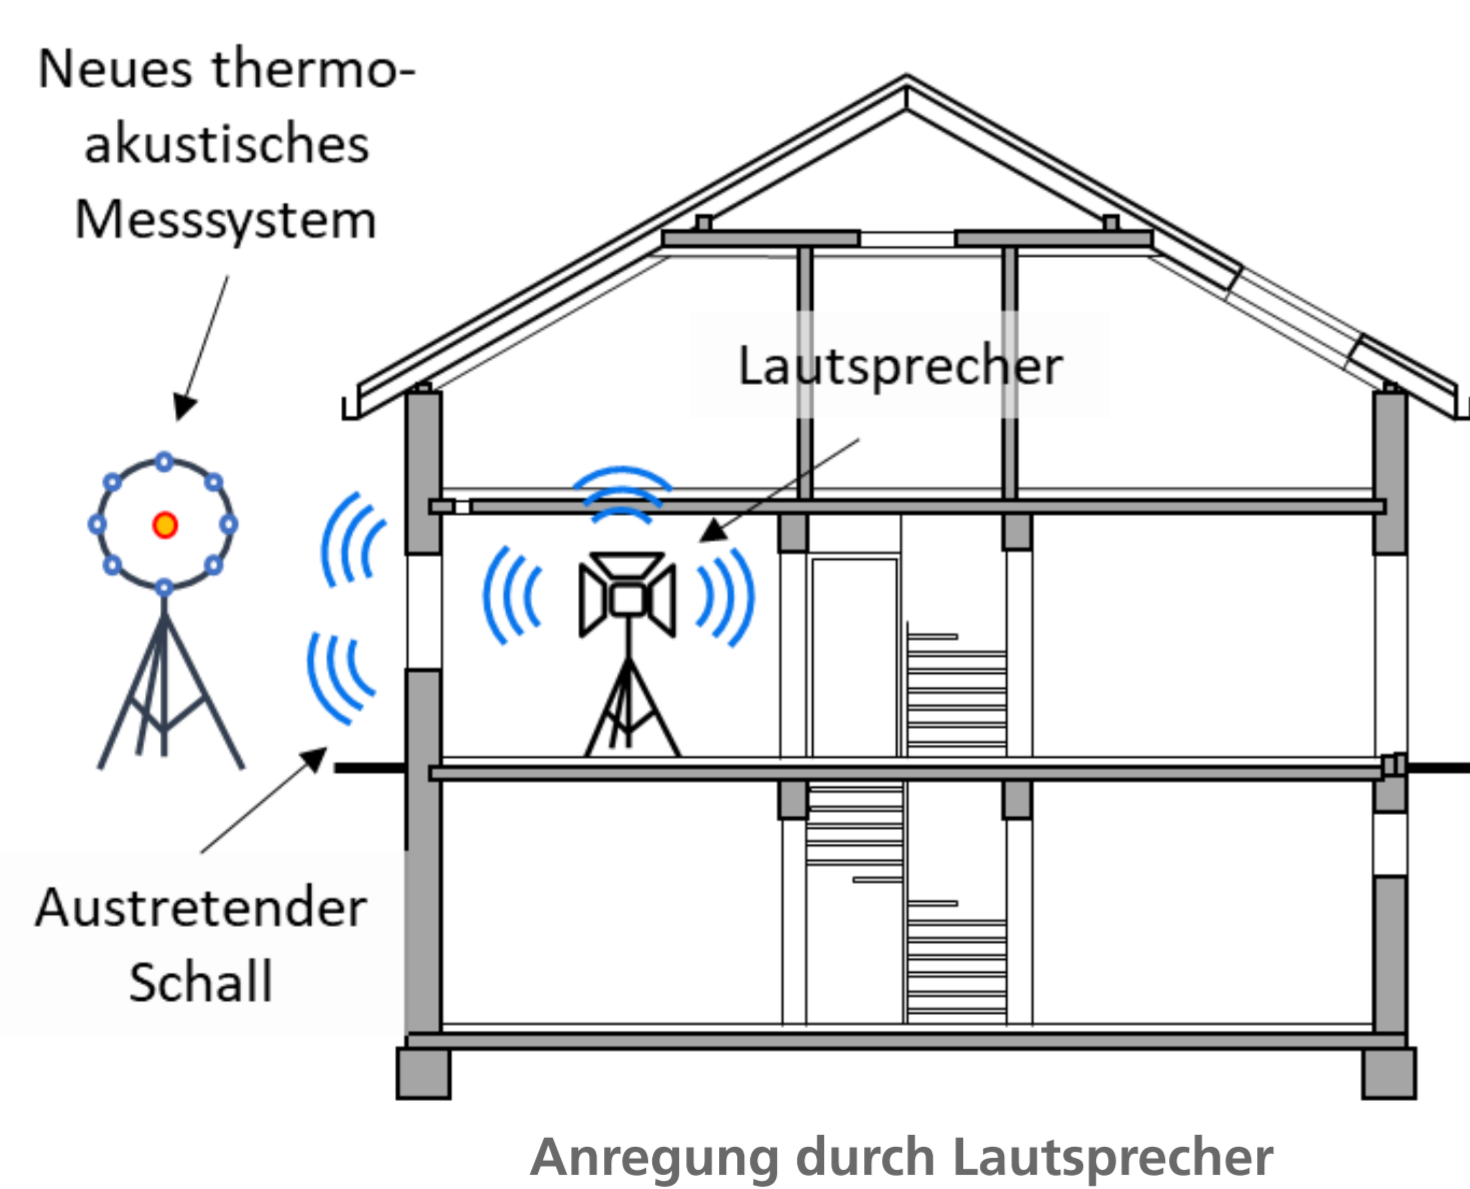 Neues thermo-
akustisches
Messsystem
Lautsprecher
Austretender
Schall
Anregung durch Lautsprecher